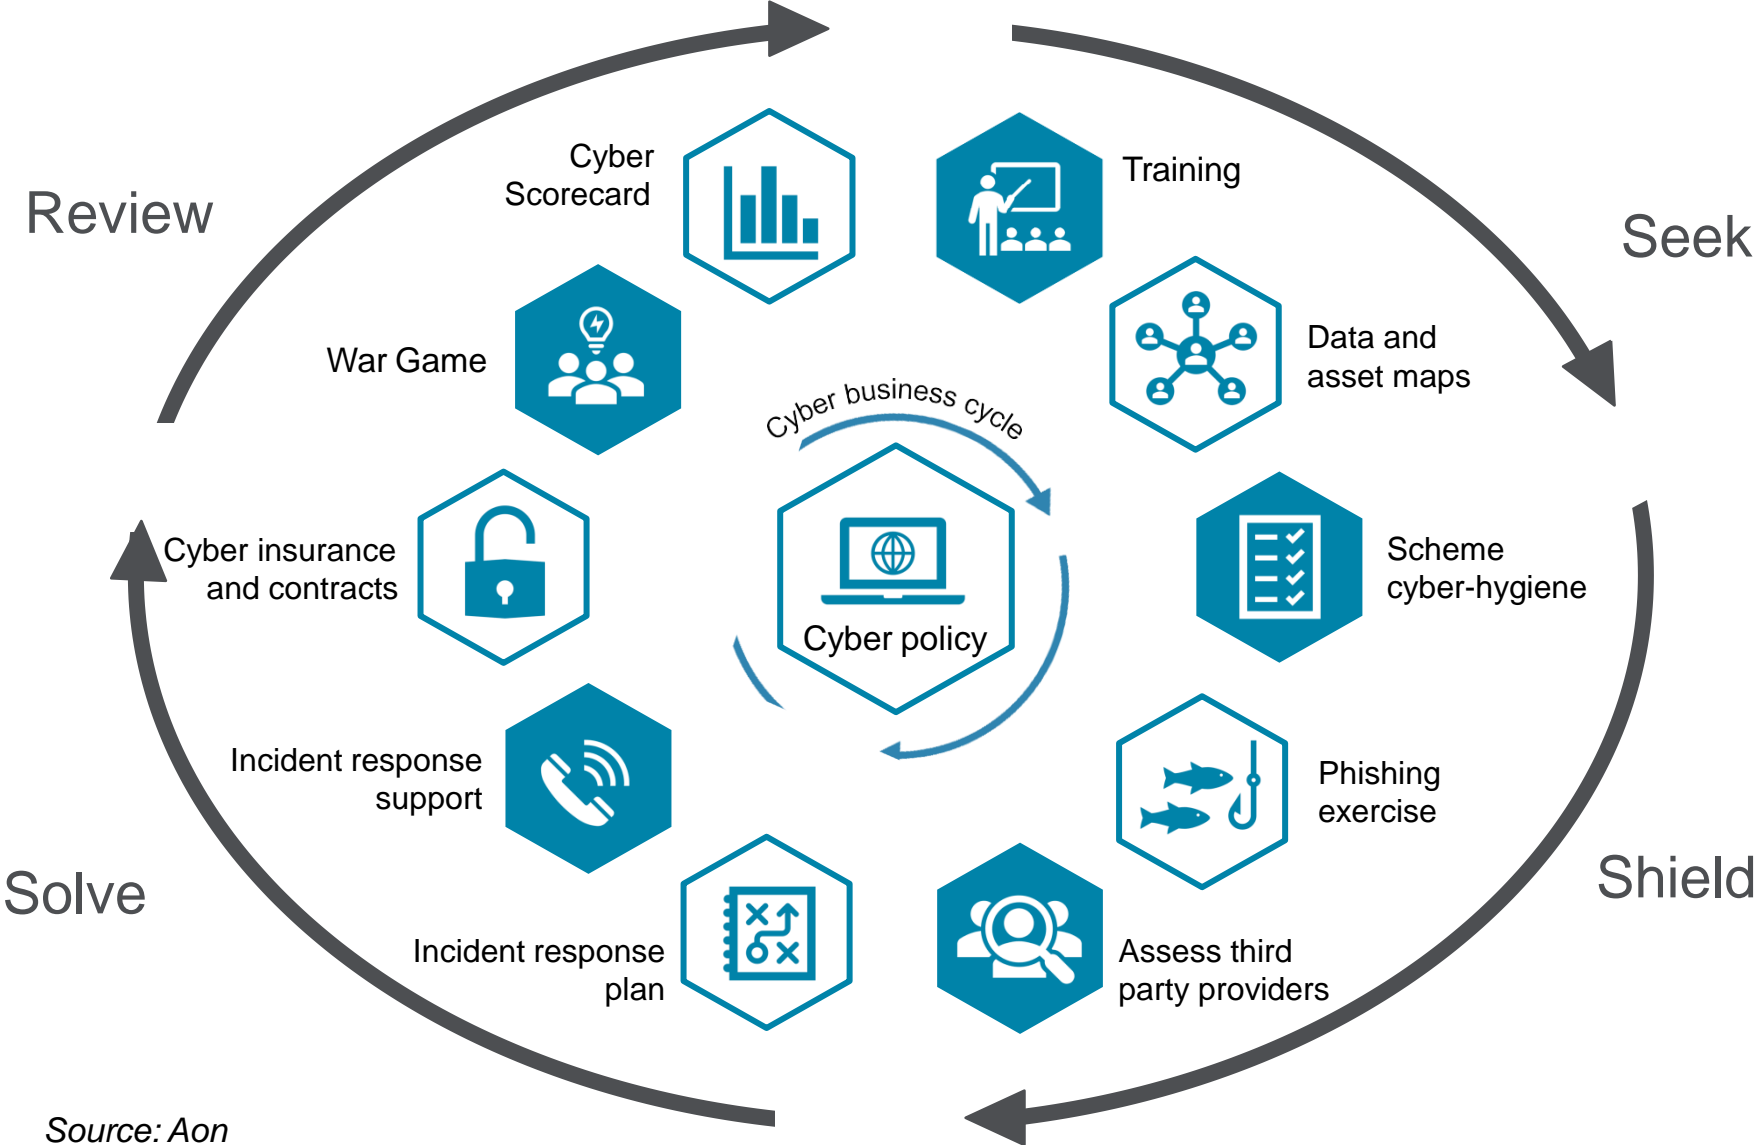 Review
Seek
Shield
Solve
Cyber
Scorecard
Training
War Game
Data and
asset maps
Cyber business cycle
Cyber policy
Cyber insurance
and contracts
Scheme
cyber-hygiene
Incident response
support
Phishing
exercise
Incident response
plan
Assess third
party providers
Source: Aon